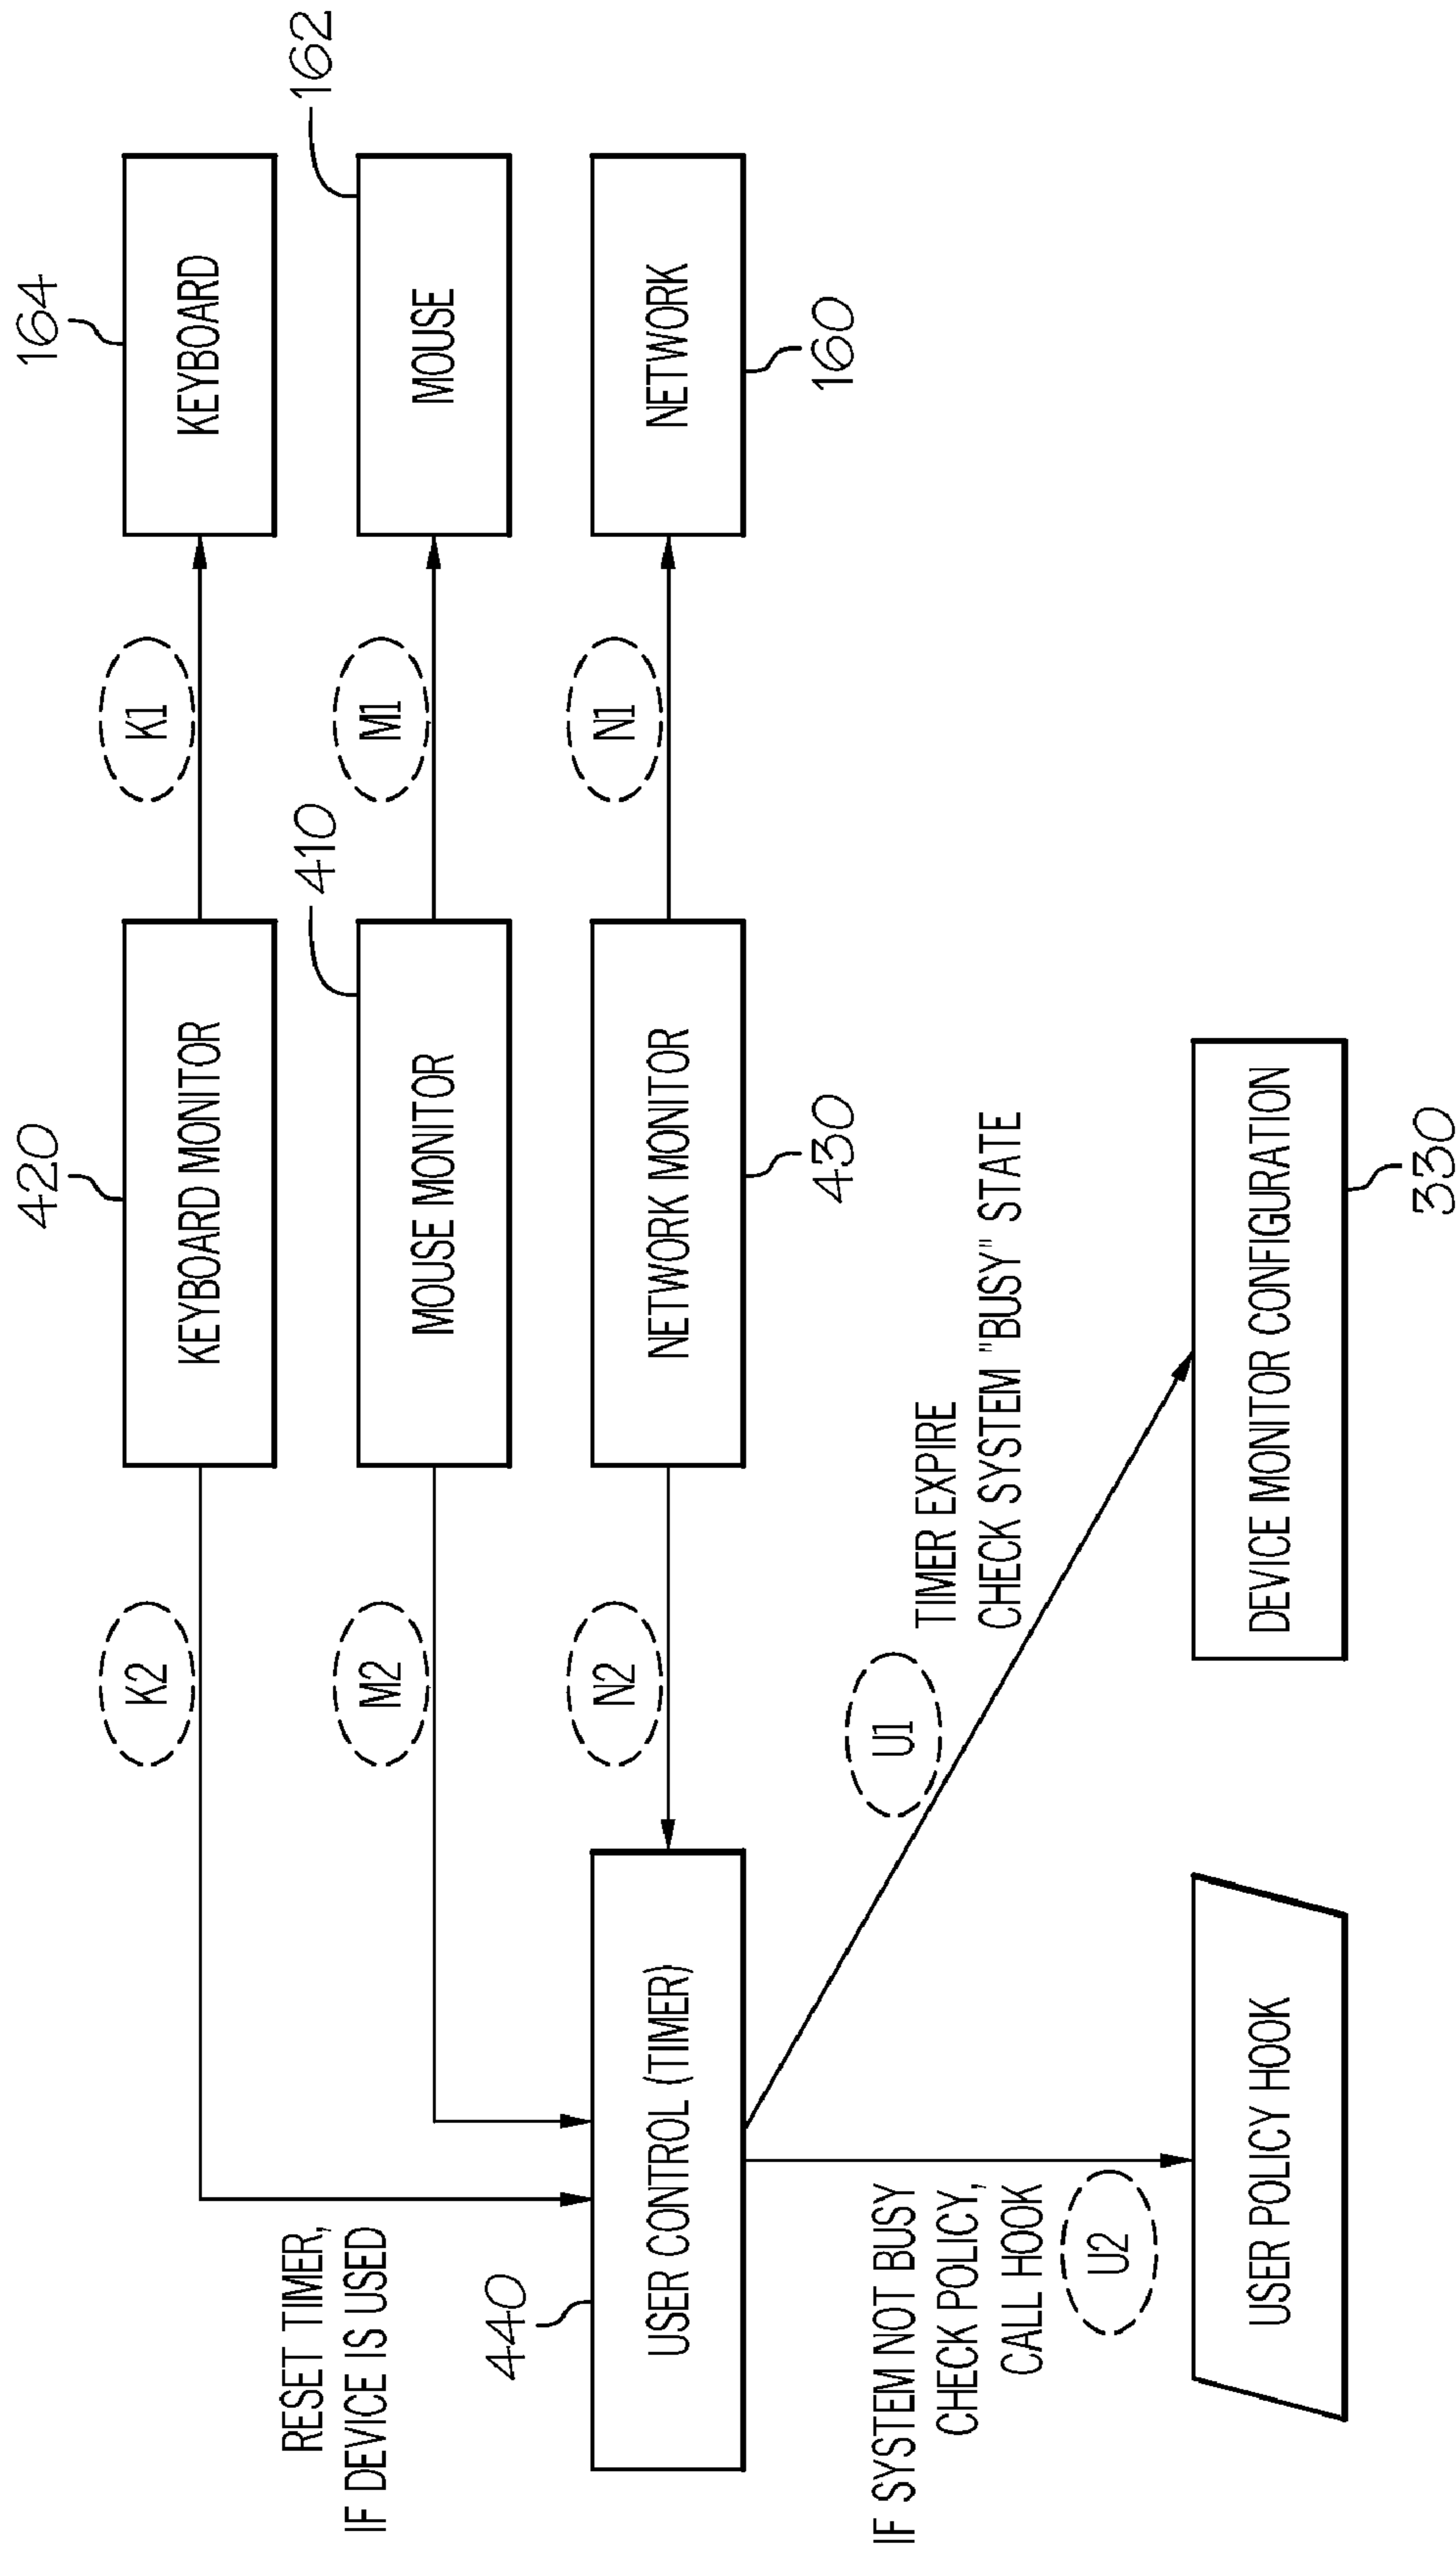 420
164
KEYBOARD MONITOR
KEYBOARD
K2
K1
410
162
MOUSE MONITOR
MOUSE
M2
M1
RESET TIMER,
IF DEVICE IS USED
440
N2
N1
USER CONTROL (TIMER)
NETWORK MONITOR
NETWORK
430
160
U1
TIMER EXPIRE
CHECK SYSTEM "BUSY" STATE
IF SYSTEM NOT BUSY
CHECK POLICY,
CALL HOOK
U2
USER POLICY HOOK
DEVICE MONITOR CONFIGURATION
330